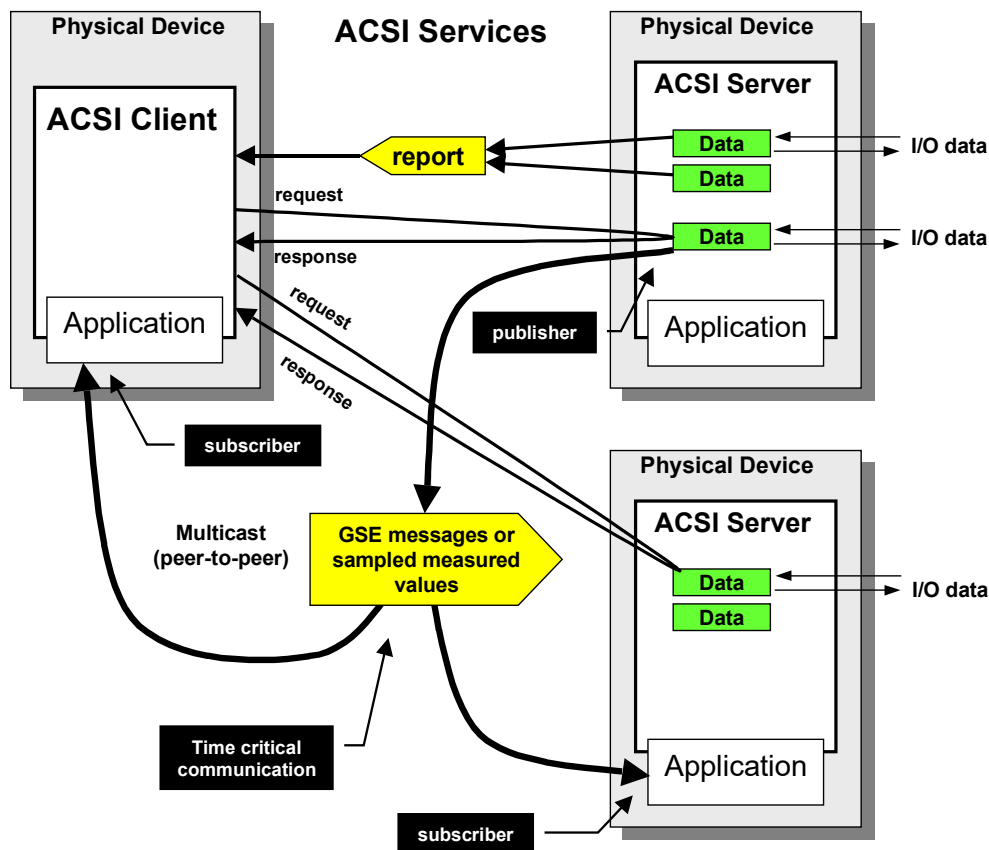 Physical Device
ACSI Services
Physical Device
ACSI Client
ACSI Server
report
Data
I/O data
Data
request
Data
I/O data
response
request
Application
publisher
Application
response
subscriber
Physical Device
Multicast
(peer-to-peer)
GSE messages or
sampled measured
values
ACSI Server
Data
I/O data
Data
Time critical
communication
Application
subscriber